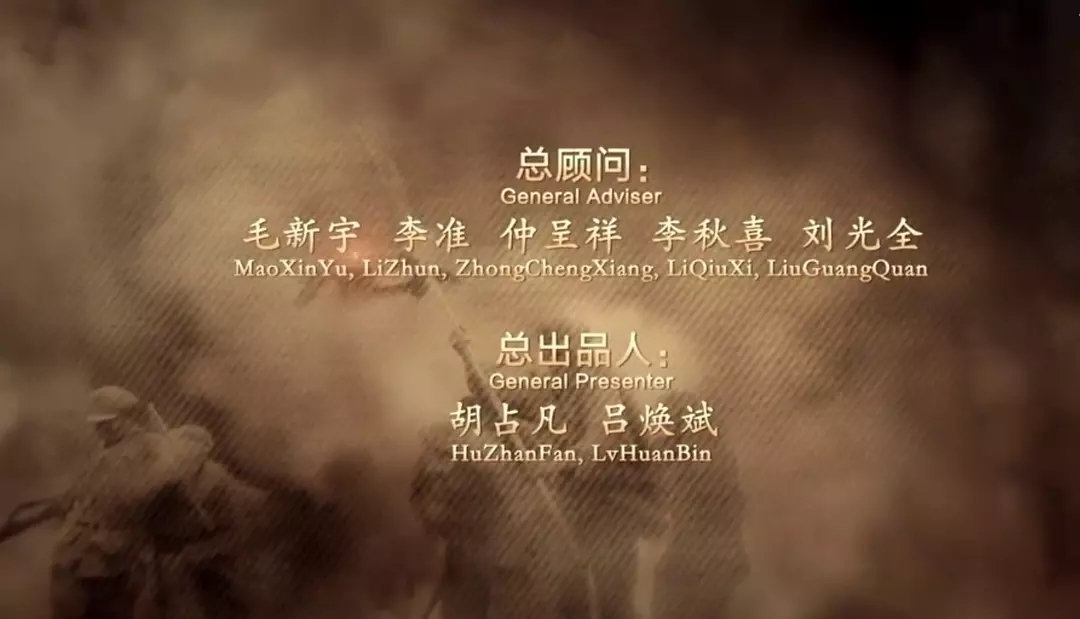 总顾问：
General Adviser
毛新宇 李准 仲呈祥 李秋喜 刘光全
MaoXinYu, LiZhun, ZhongChengXiang, LiQiuXi, LiuGuangQuan
总出品人：
General Presenter
胡占凡 吕焕斌
HuZhanFan, LvHuanBin